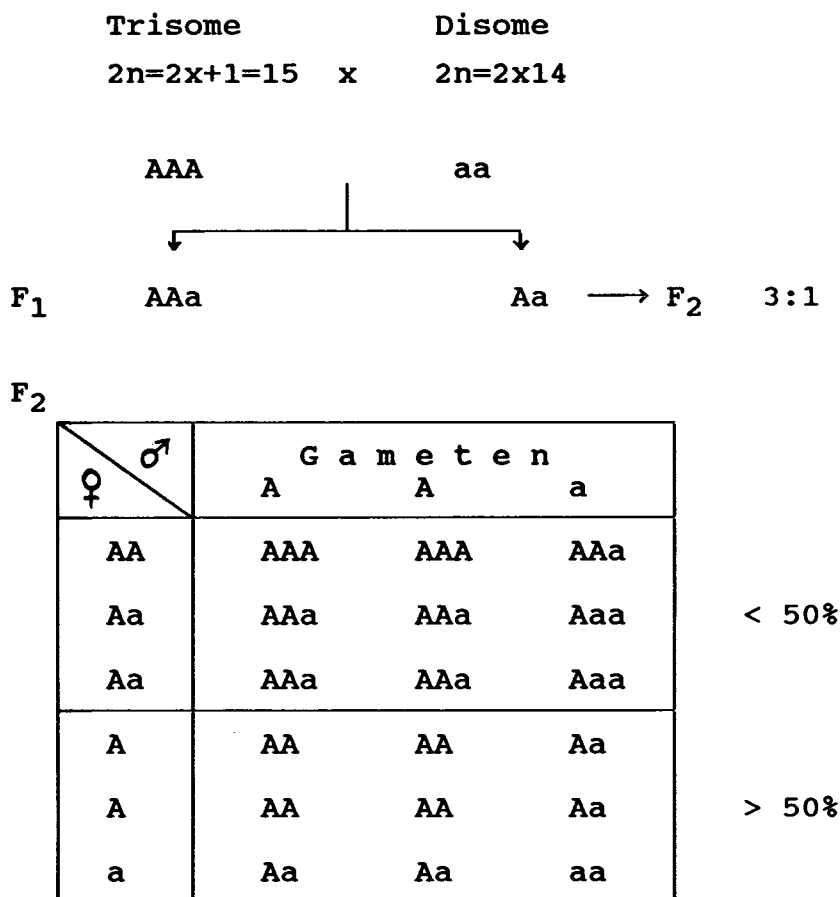 Trisome Disome
2n=2x+1=15 x 2n=2x14
AAA aa
F1 AAa Aa ⟶ F2 3:1
F2
♀ ♂ Gameten
A A a
AA AAA AAA AAa
Aa AAa AAa Aaa < 50%
Aa AAa AAa Aaa
A AA AA Aa
A AA AA Aa > 50%
a Aa Aa aa